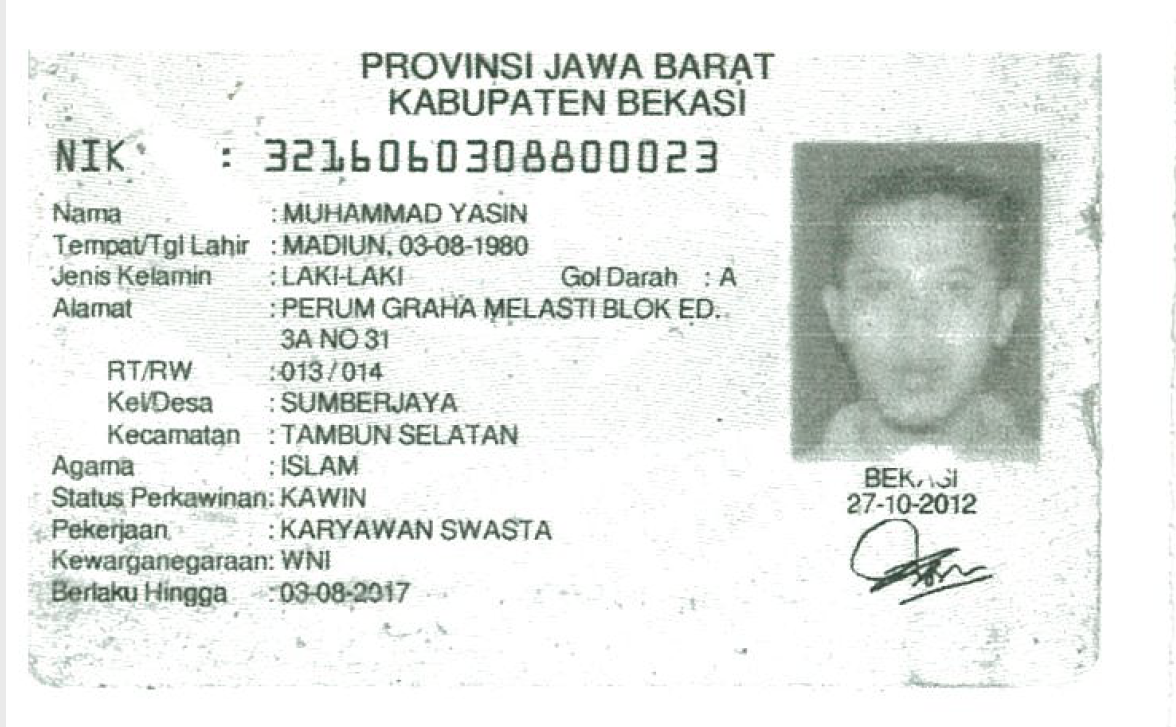 PROVINSI JAWA BARAT
KABUPATEN BEKASI
NIK : 3216060308800023
Nama : MUHAMMAD YASIN
Tempat/Tgl Lahir : MADIUN, 03-08-1980
Jenis Kelamin : LAKI-LAKI Gol Darah : A
Alamat : PERUM GRAHA MELASTI BLOK ED.
3A NO 31
RT/RW : 013 / 014
Kel/Desa : SUMBERJAYA
Kecamatan : TAMBUN SELATAN
Agama : ISLAM
Status Perkawinan: KAWIN
Pekerjaan : KARYAWAN SWASTA
Kewarganegaraan: WNI
Berlaku Hingga : 03-08-2017
BEKASI
27-10-2012